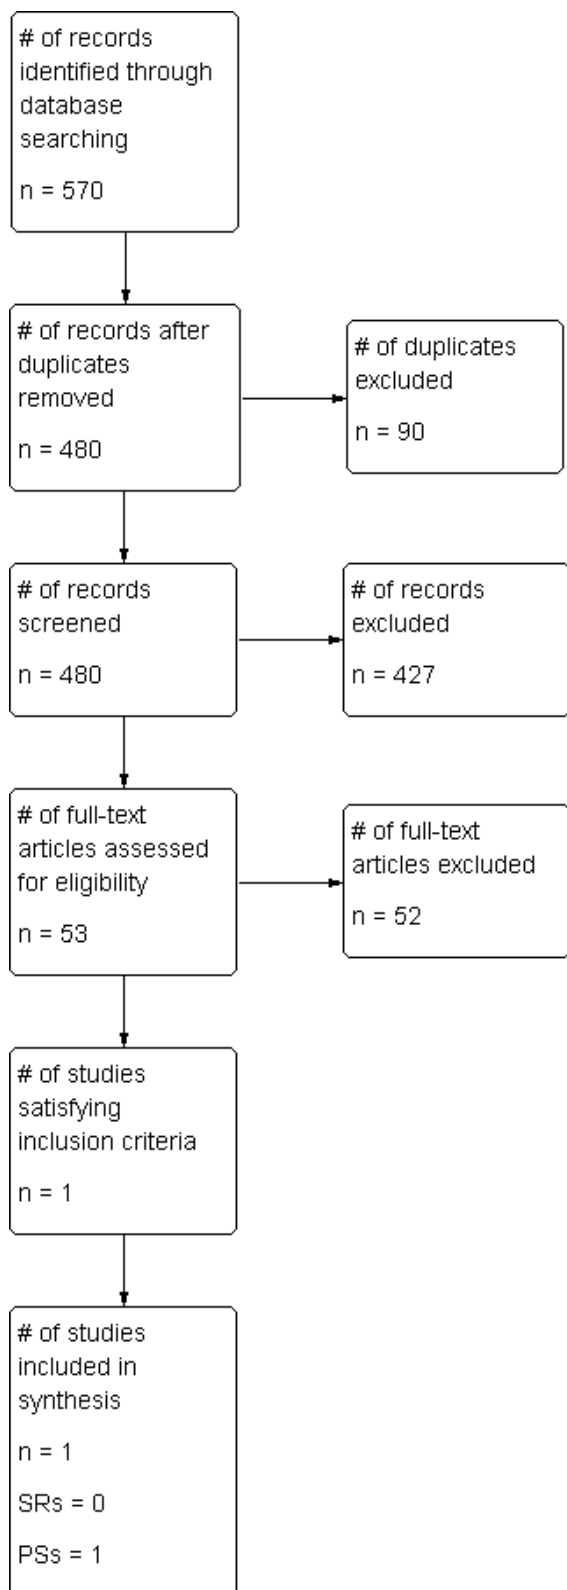 # of records
identified through
database
searching
n = 570
# of records after
duplicates
removed
n = 480
# of duplicates
excluded
n = 90
# of records
screened
n = 480
# of records
excluded
n = 427
# of full-text
articles assessed
for eligibility
n = 53
# of full-text
articles excluded
n = 52
# of studies
satisfying
inclusion criteria
n = 1
# of studies
included in
synthesis
n = 1
SRs = 0
PSs = 1